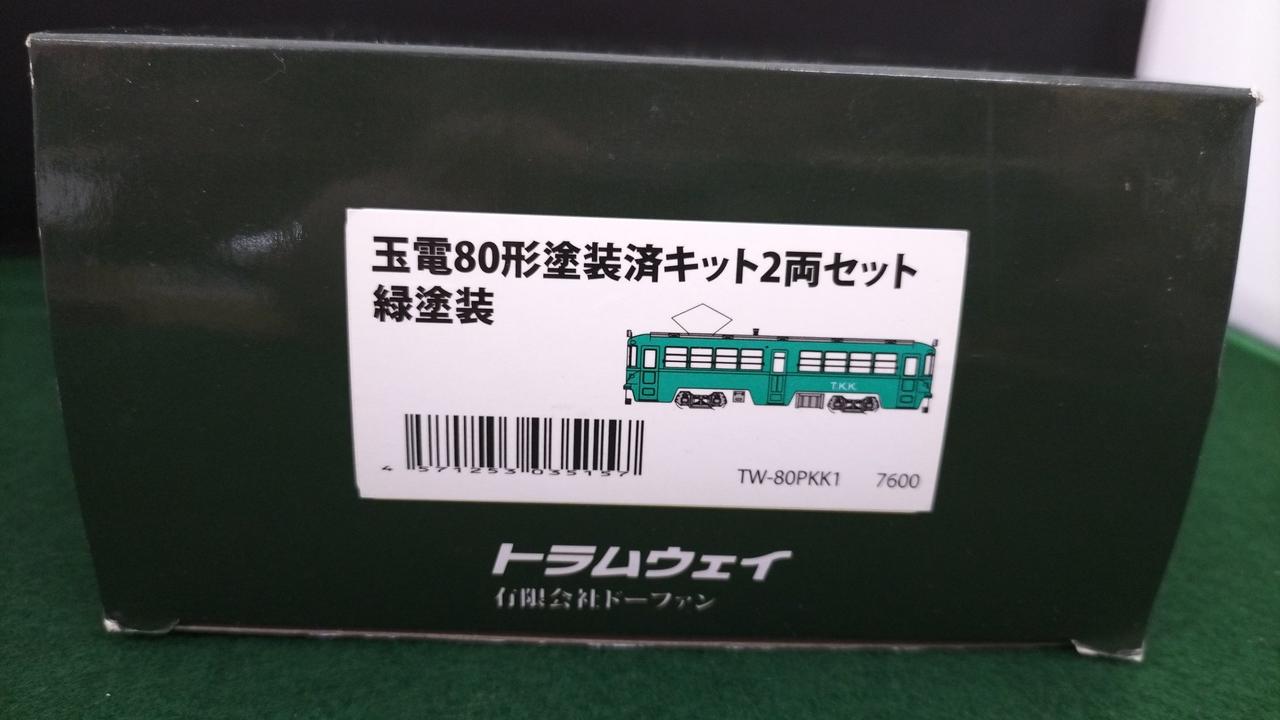 玉電80形塗装済キット2両セット
緑塗装
T.K.K.
4 571253 035157
TW-80PKK1 7600
トラムウェイ
有限会社ドーファン